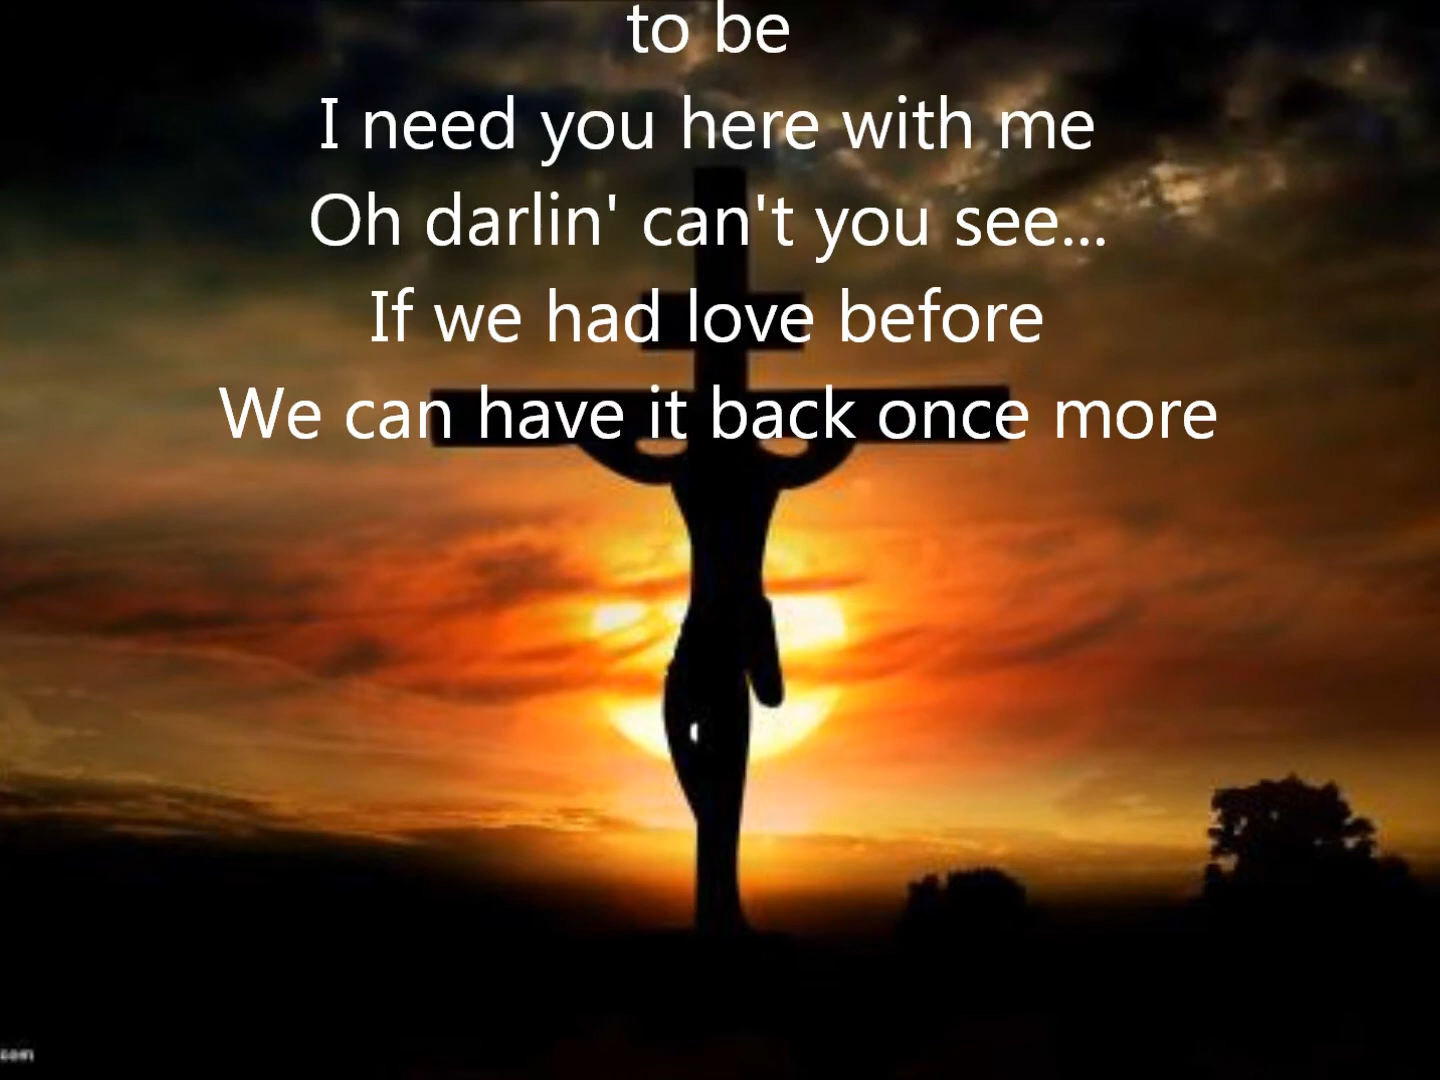 to be
I need you here with me
Oh darlin' can't you see...
If we had love before
We can have it back once more
com